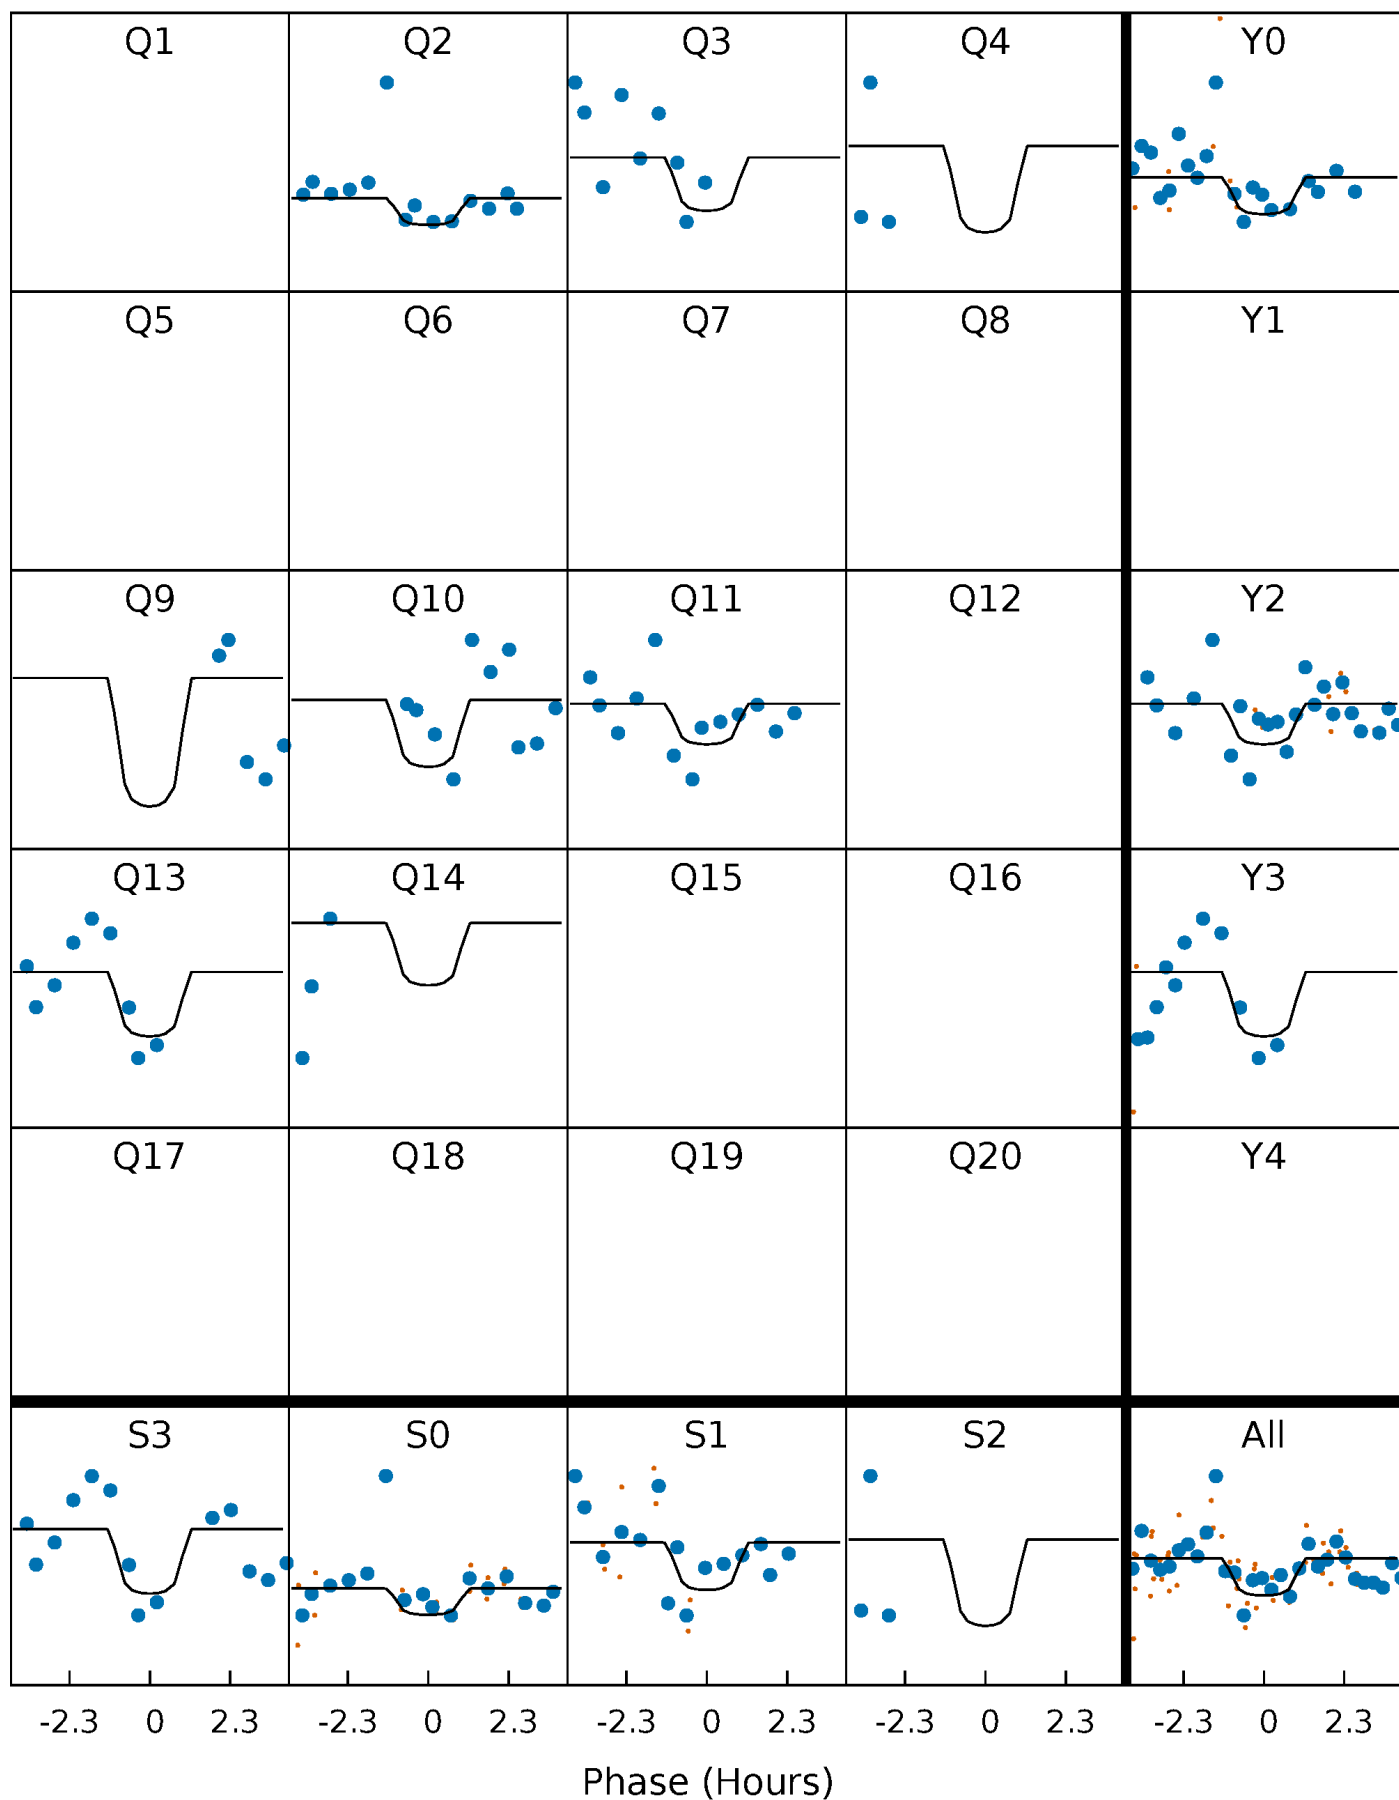 Q1 Q2 Q3 Q4 Y0
Q5 Q6 Q7 Q8 Y1
Q9 Q10 Q11 Q12 Y2
Q13 Q14 Q15 Q16 Y3
Q17 Q18 Q19 Q20 Y4
S3 S0 S1 S2 All
-2.3 0 2.3 -2.3 0 2.3 -2.3 0 2.3 -2.3 0 2.3 -2.3 0 2.3
Phase (Hours)